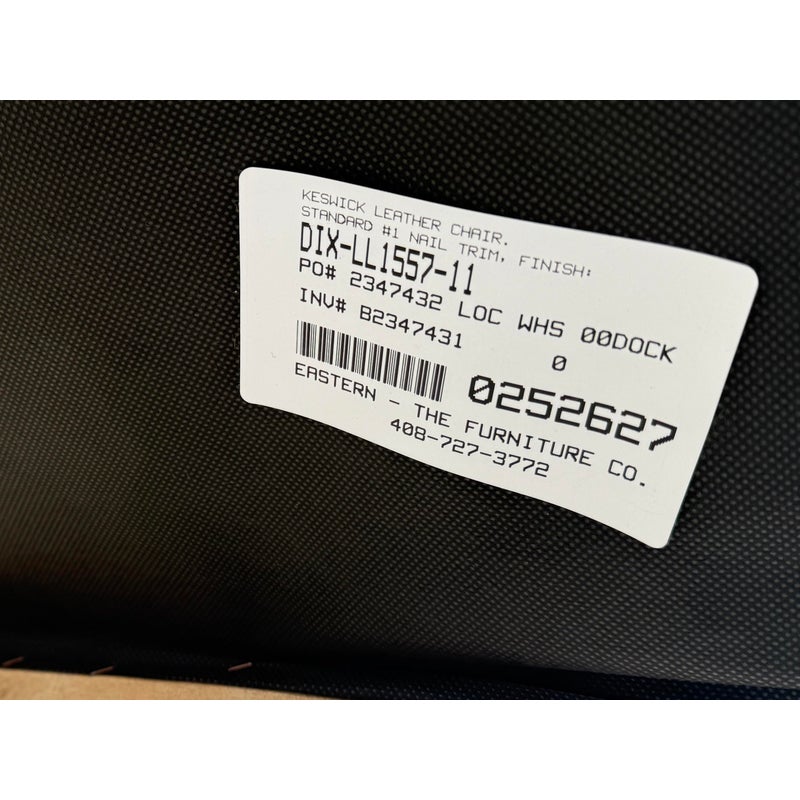 KESWICK LEATHER CHAIR.
STANDARD #1 NAIL TRIM, FINISH:
DIX-LL1557-11
PO# 2347432 LOC WHS 00DOCK
INV# B2347431 0
0252627
EASTERN - THE FURNITURE CO.
408-727-3772